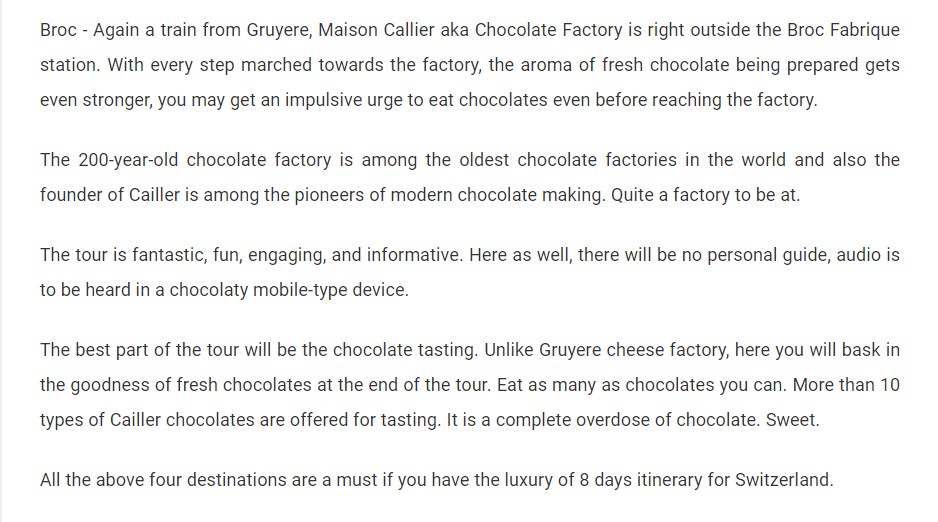 Broc - Again a train from Gruyere, Maison Callier aka Chocolate Factory is right outside the Broc Fabrique
station. With every step marched towards the factory, the aroma of fresh chocolate being prepared gets
even stronger, you may get an impulsive urge to eat chocolates even before reaching the factory.
The 200-year-old chocolate factory is among the oldest chocolate factories in the world and also the
founder of Cailler is among the pioneers of modern chocolate making. Quite a factory to be at.
The tour is fantastic, fun, engaging, and informative. Here as well, there will be no personal guide, audio is
to be heard in a chocolaty mobile-type device.
The best part of the tour will be the chocolate tasting. Unlike Gruyere cheese factory, here you will bask in
the goodness of fresh chocolates at the end of the tour. Eat as many as chocolates you can. More than 10
types of Cailler chocolates are offered for tasting. It is a complete overdose of chocolate. Sweet.
All the above four destinations are a must if you have the luxury of 8 days itinerary for Switzerland.